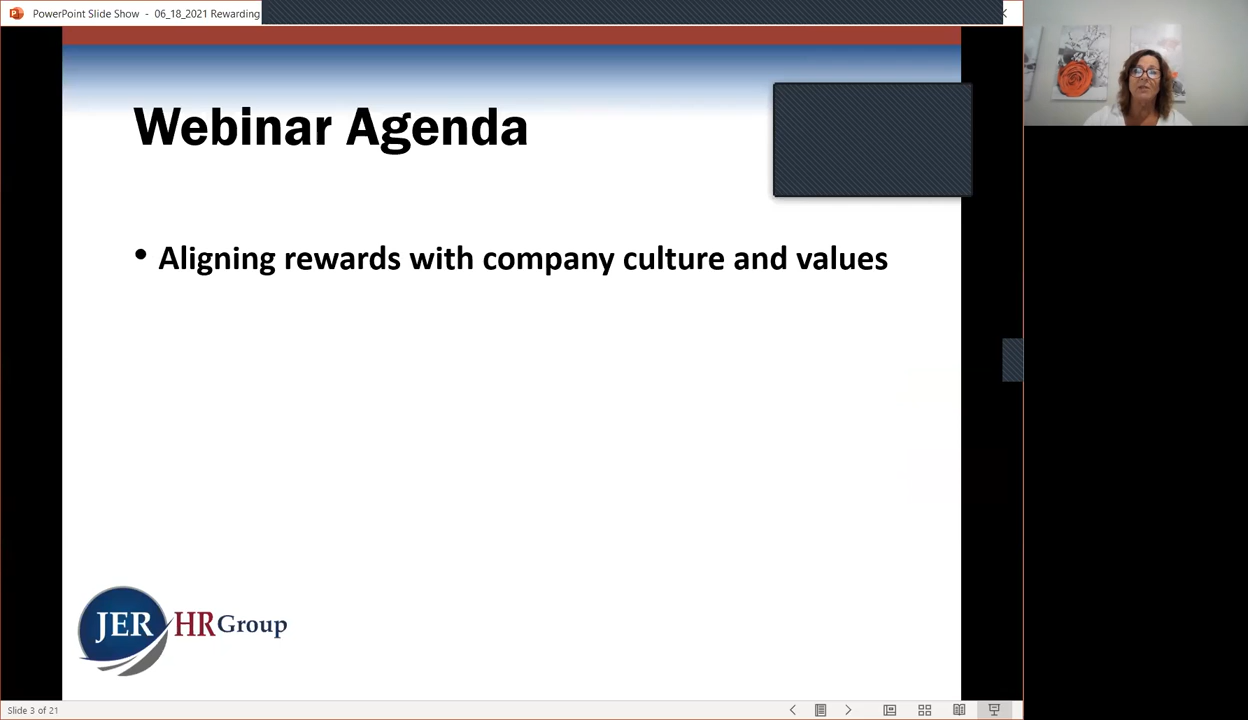 PowerPoint Slide Show - 06_18_2021 Rewarding
Webinar Agenda
• Aligning rewards with company culture and values
JER HR Group
Slide 3 of 21